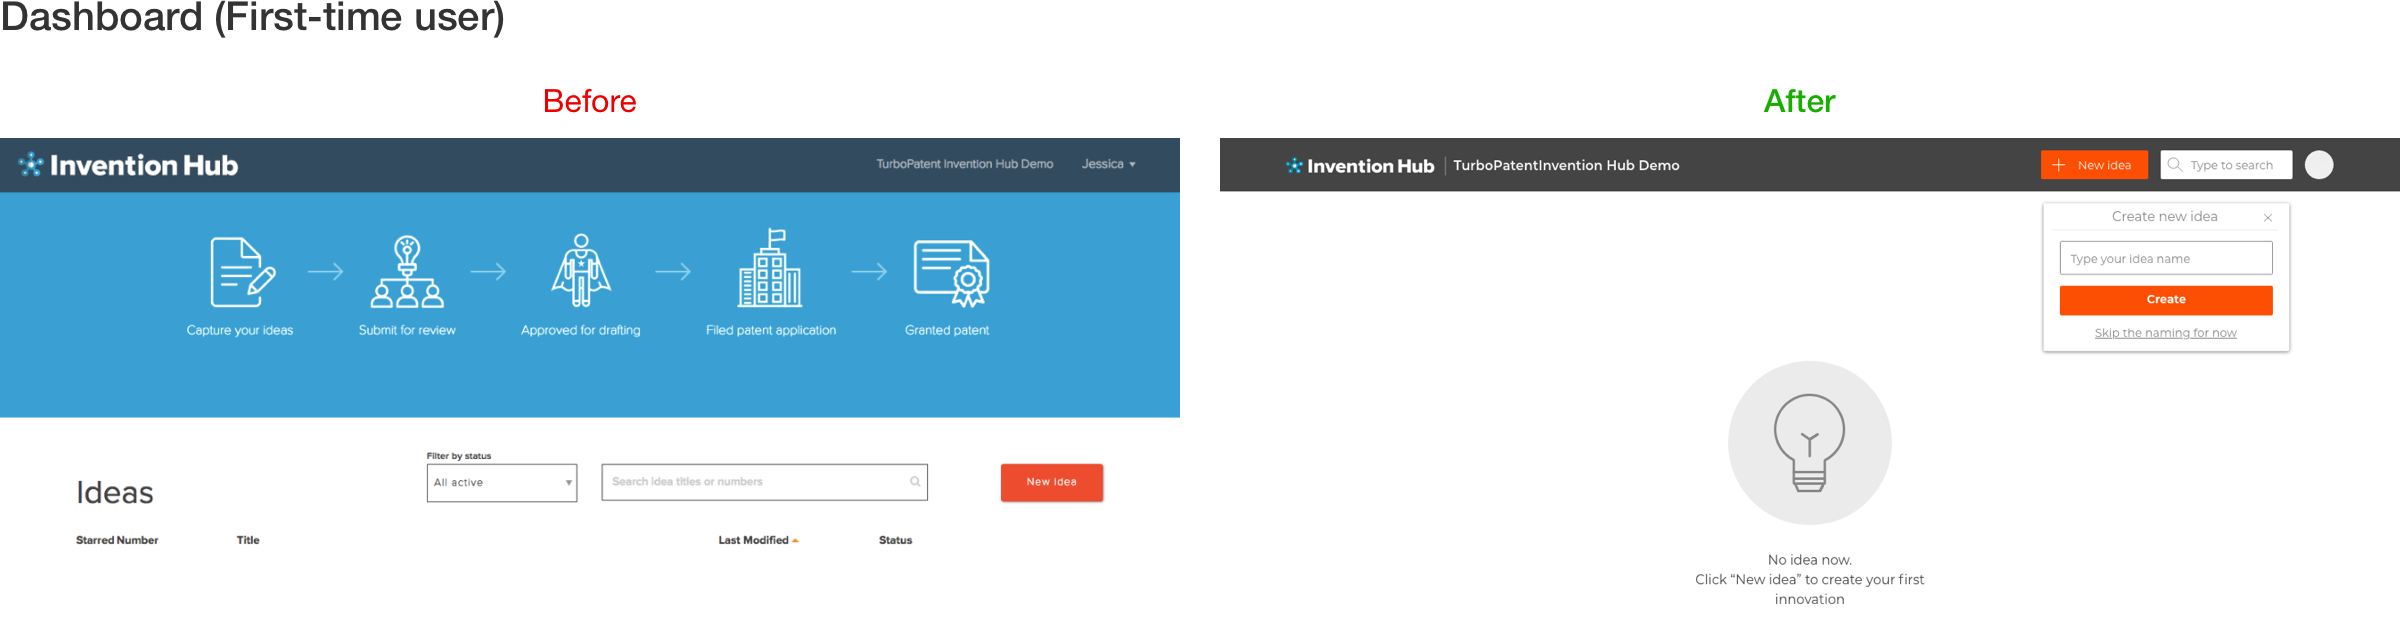 Dashboard (First-time user)
Before
After
Invention Hub
TurboPatent Invention Hub Demo
Jessica
Capture your ideas
Submit for review
Approved for drafting
Filed patent application
Granted patent
Filter by status
Ideas
All active
Search idea titles or numbers
New Idea
Starred Number
Title
Last Modified
Status
Invention Hub
TurboPatentInvention Hub Demo
New idea
Type to search
Create new idea
Type your idea name
Create
Skip the naming for now
No idea now.
Click “New idea” to create your first
innovation